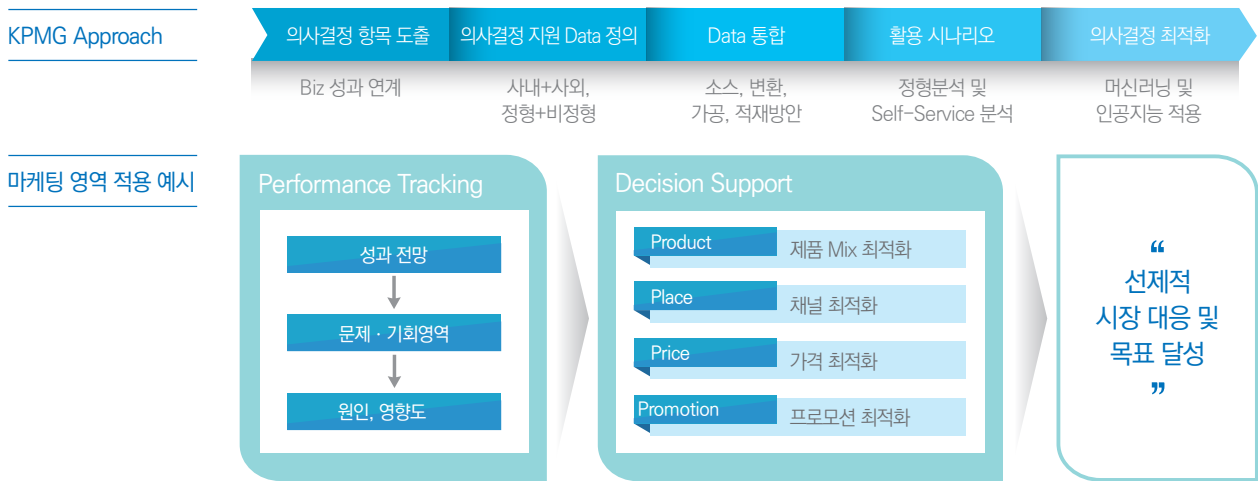 KPMG Approach
의사결정 항목 도출
의사결정 지원 Data 정의
Data 통합
활용 시나리오
의사결정 최적화
Biz 성과 연계
사내+사외,
정형+비정형
소스, 변환,
가공, 적재방안
정형분석 및
Self-Service 분석
머신러닝 및
인공지능 적용
마케팅 영역 적용 예시
Performance Tracking
성과 전망
문제 · 기회영역
원인, 영향도
Decision Support
Product
제품 Mix 최적화
Place
채널 최적화
Price
가격 최적화
Promotion
프로모션 최적화
“
선제적
시장 대응 및
목표 달성
”